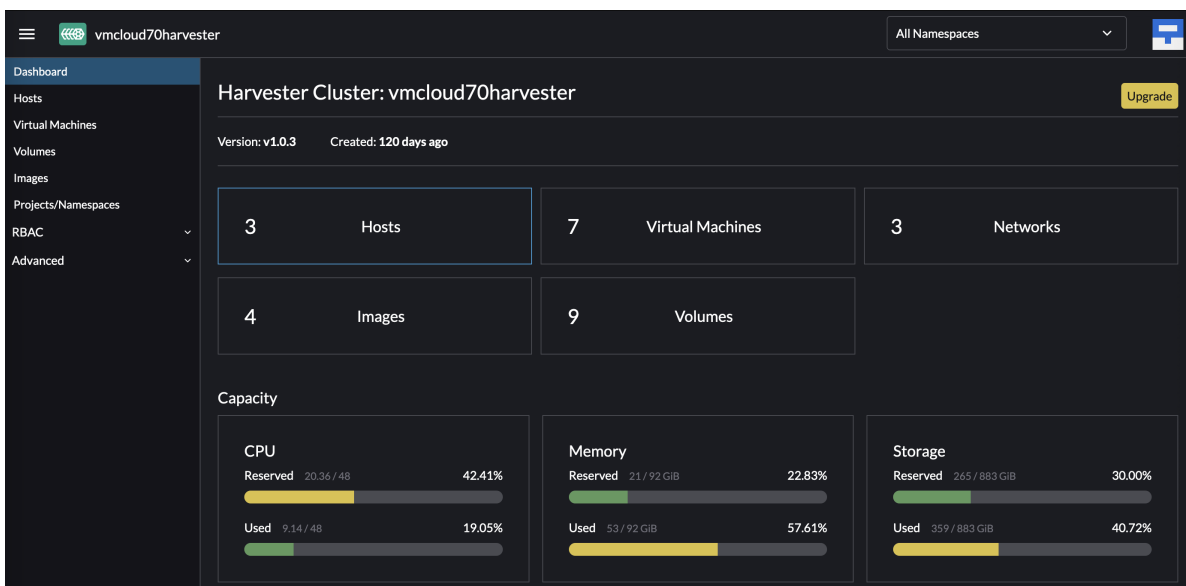 vmcloud70harvester
All Namespaces
Dashboard
Hosts
Virtual Machines
Volumes
Images
Projects/Namespaces
RBAC
Advanced
Harvester Cluster: vmcloud70harvester
Upgrade
Version: v1.0.3 Created: 120 days ago
3 Hosts
7 Virtual Machines
3 Networks
4 Images
9 Volumes
Capacity
CPU
Reserved 20.36 / 48 42.41%
Used 9.14 / 48 19.05%
Memory
Reserved 21 / 92 GiB 22.83%
Used 53 / 92 GiB 57.61%
Storage
Reserved 265 / 883 GiB 30.00%
Used 359 / 883 GiB 40.72%